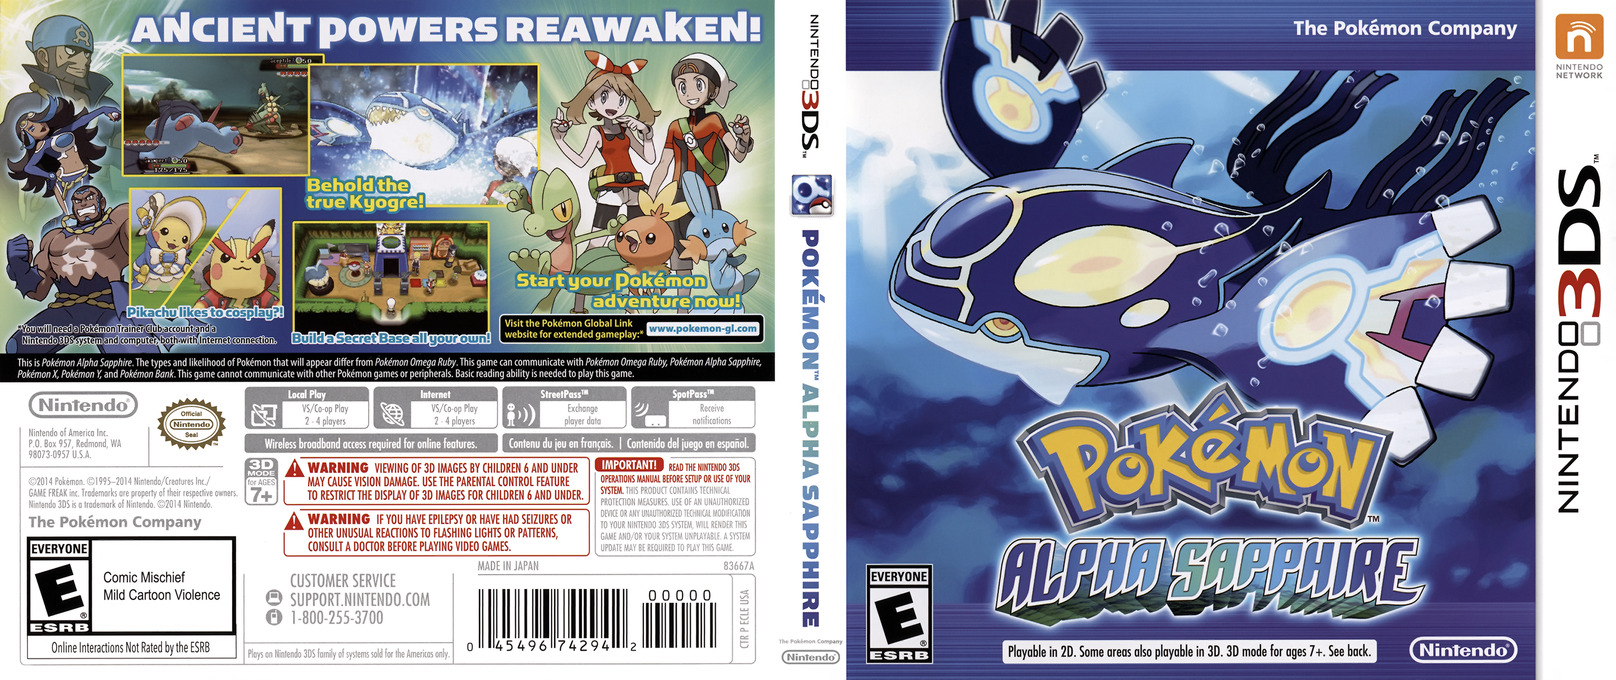 ANCIENT POWERS REAWAKEN!
Behold the
true Kyogre!
Pikachu likes to cosplay?!
Build a Secret Base all your own!
Start your Pokémon
adventure now!
*You will need a Pokémon Trainer Club account and a
Nintendo 3DS system and computer, both with Internet connection.
Visit the Pokémon Global Link
website for extended gameplay:*
www.pokemon-gl.com
This is Pokémon Alpha Sapphire. The types and likelihood of Pokémon that will appear differ from Pokémon Omega Ruby. This game can communicate with Pokémon Omega Ruby, Pokémon Alpha Sapphire,
Pokémon X, Pokémon Y, and Pokémon Bank. This game cannot communicate with other Pokémon games or peripherals. Basic reading ability is needed to play this game.
Nintendo®
Nintendo of America Inc.
P.O. Box 957, Redmond, WA
98073-0957 U.S.A.
Official
Nintendo
Seal
Local Play
VS/Co-op Play
2 - 4 players
Internet
VS/Co-op Play
2 - 4 players
StreetPass™
Exchange
player data
SpotPass™
Receive
notifications
Wireless broadband access required for online features.
Contenu du jeu en français. | Contenido del juego en español.
©2014 Pokémon. ©1995–2014 Nintendo/Creatures Inc./
GAME FREAK inc. Trademarks are property of their respective owners.
Nintendo 3DS is a trademark of Nintendo. ©2014 Nintendo.
The Pokémon Company
3D
MODE
for AGES
7+
WARNING VIEWING OF 3D IMAGES BY CHILDREN 6 AND UNDER
MAY CAUSE VISION DAMAGE. USE THE PARENTAL CONTROL FEATURE
TO RESTRICT THE DISPLAY OF 3D IMAGES FOR CHILDREN 6 AND UNDER.
WARNING IF YOU HAVE EPILEPSY OR HAVE HAD SEIZURES OR
OTHER UNUSUAL REACTIONS TO FLASHING LIGHTS OR PATTERNS,
CONSULT A DOCTOR BEFORE PLAYING VIDEO GAMES.
IMPORTANT! READ THE NINTENDO 3DS
OPERATIONS MANUAL BEFORE SETUP OR USE OF YOUR
SYSTEM. THIS PRODUCT CONTAINS TECHNICAL
PROTECTION MEASURES. USE OF AN UNAUTHORIZED
DEVICE OR ANY UNAUTHORIZED TECHNICAL MODIFICATION
TO YOUR NINTENDO 3DS SYSTEM, WILL RENDER THIS
GAME AND/OR YOUR SYSTEM UNPLAYABLE. A SYSTEM
UPDATE MAY BE REQUIRED TO PLAY THIS GAME.
EVERYONE
E
ESRB
Comic Mischief
Mild Cartoon Violence
Online Interactions Not Rated by the ESRB
CUSTOMER SERVICE
SUPPORT.NINTENDO.COM
1-800-255-3700
Plays on Nintendo 3DS family of systems sold for the Americas only.
MADE IN JAPAN
83667A
00000
0 45496 74294 2
CTR P ECLE USA
NINTENDO 3DS™
POKÉMON™ ALPHA SAPPHIRE
The Pokémon Company
Nintendo®
The Pokémon Company
POKéMON™
ALPHA SAPPHIRE
EVERYONE
E
ESRB
Playable in 2D. Some areas also playable in 3D. 3D mode for ages 7+. See back.
Nintendo®
NINTENDO
NETWORK
NINTENDO 3DS™